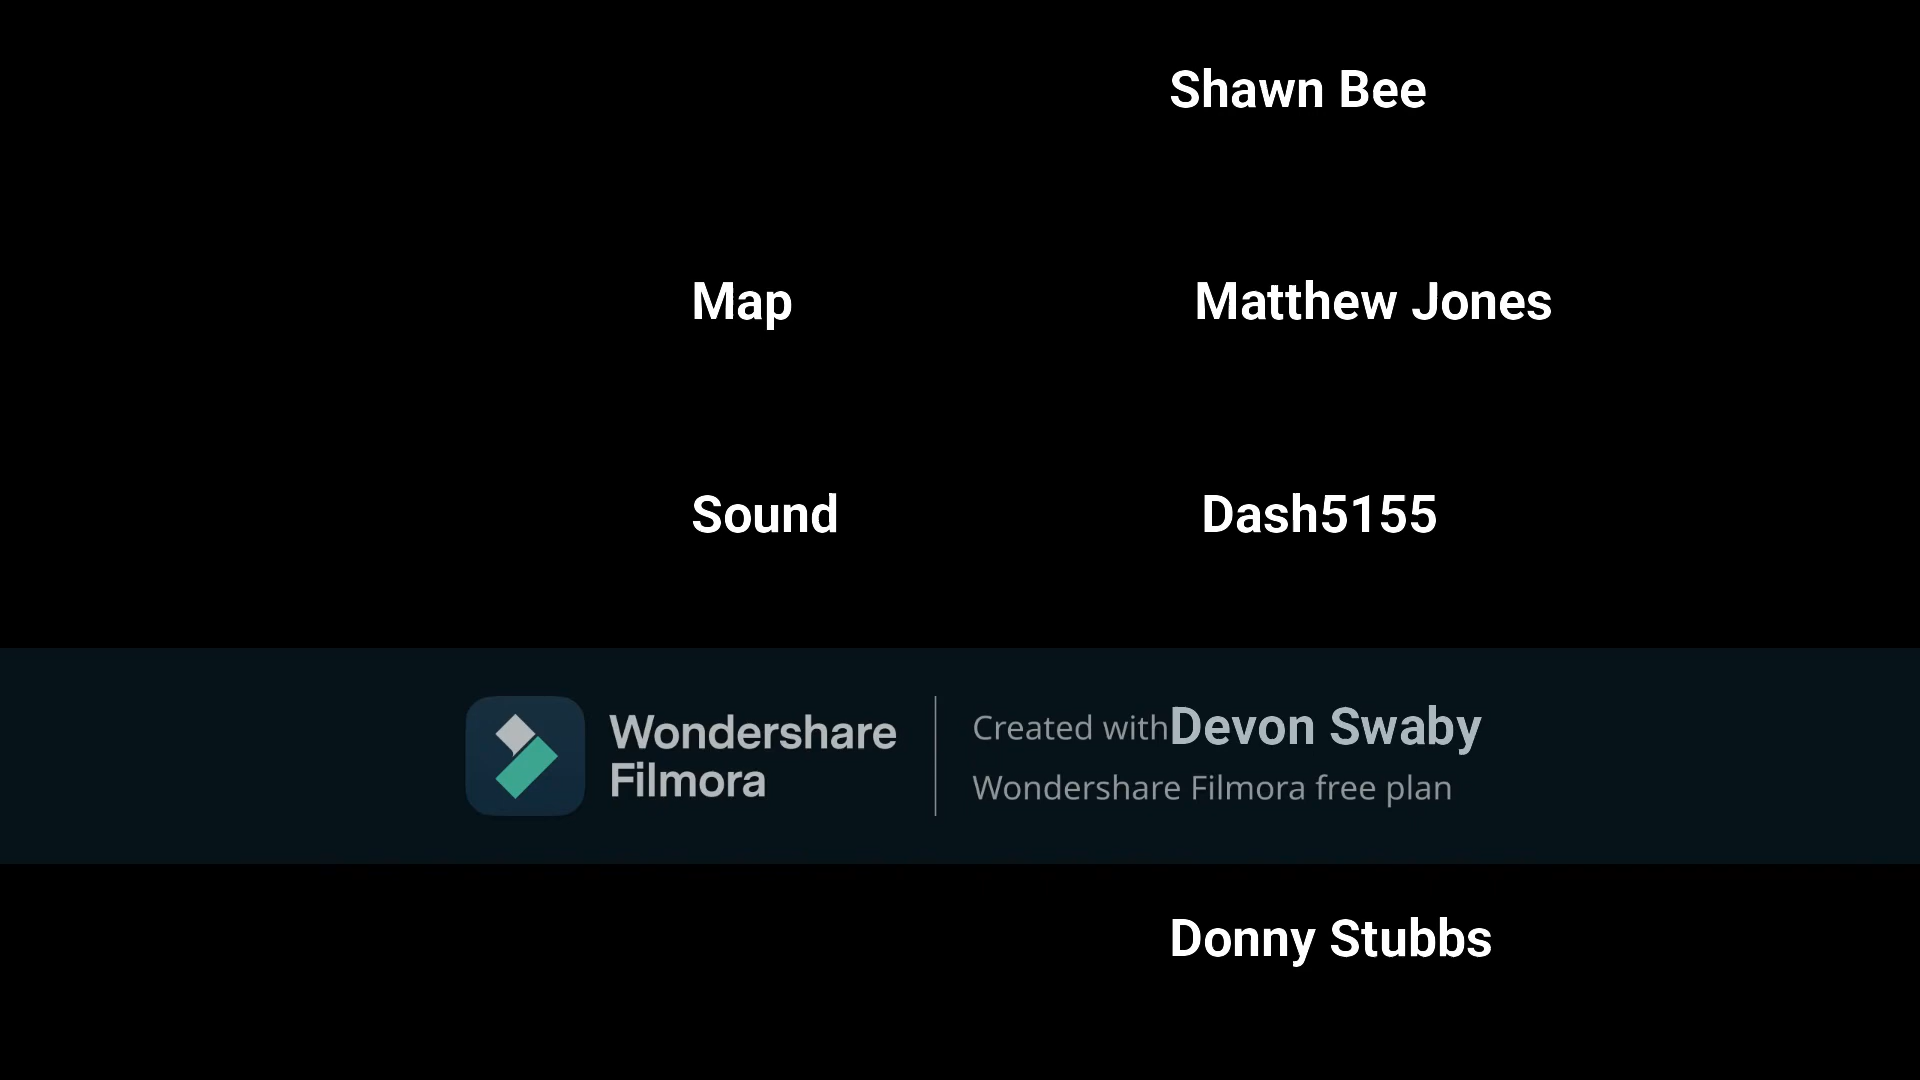 Shawn Bee
Map Matthew Jones
Sound Dash5155
Wondershare
Filmora
Created with Devon Swaby
Wondershare Filmora free plan
Donny Stubbs